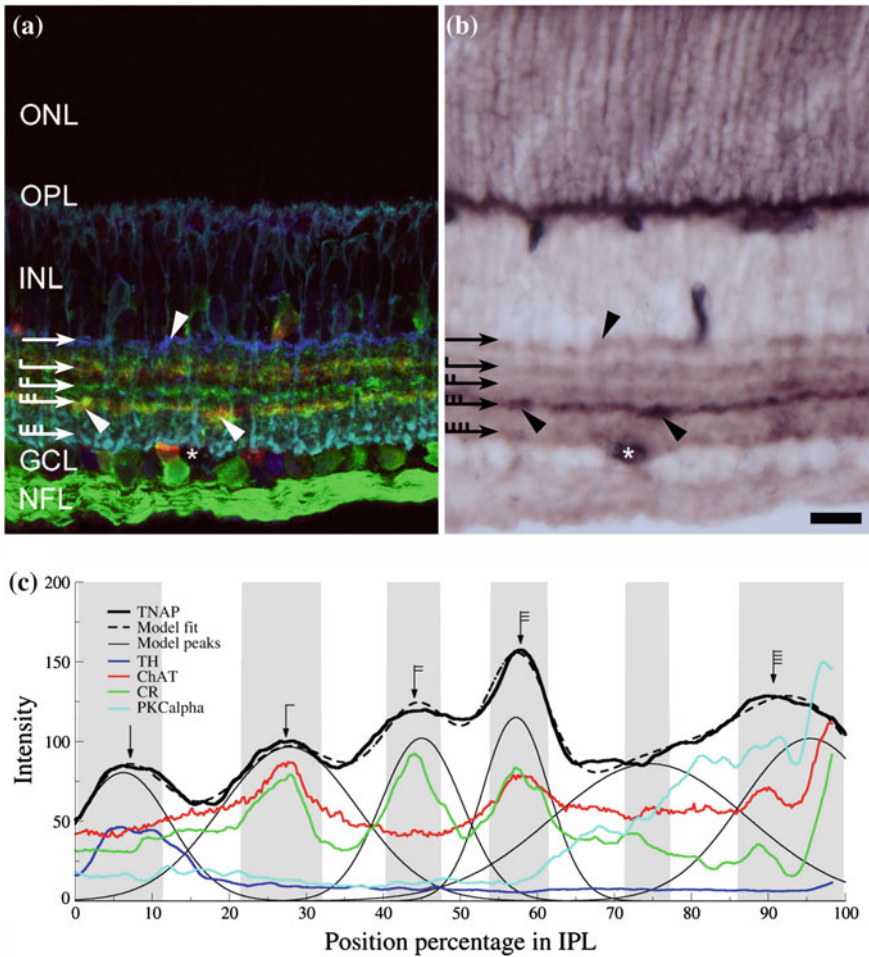 (a)
(b)
ONL
OPL
INL
GCL
NFL
*
*
(c)
200
150
100
50
0
Intensity
TNAP
Model fit
Model peaks
TH
ChAT
CR
PKCalpha
0 10 20 30 40 50 60 70 80 90 100
Position percentage in IPL